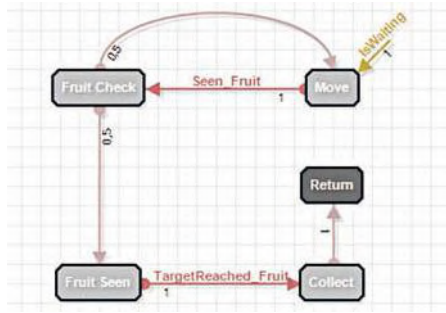 0,5
IsWaiting
1
Fruit Check
Seen_Fruit
1
Move
0,5
Return
1
Fruit Seen
TargetReached_Fruit
1
Collect